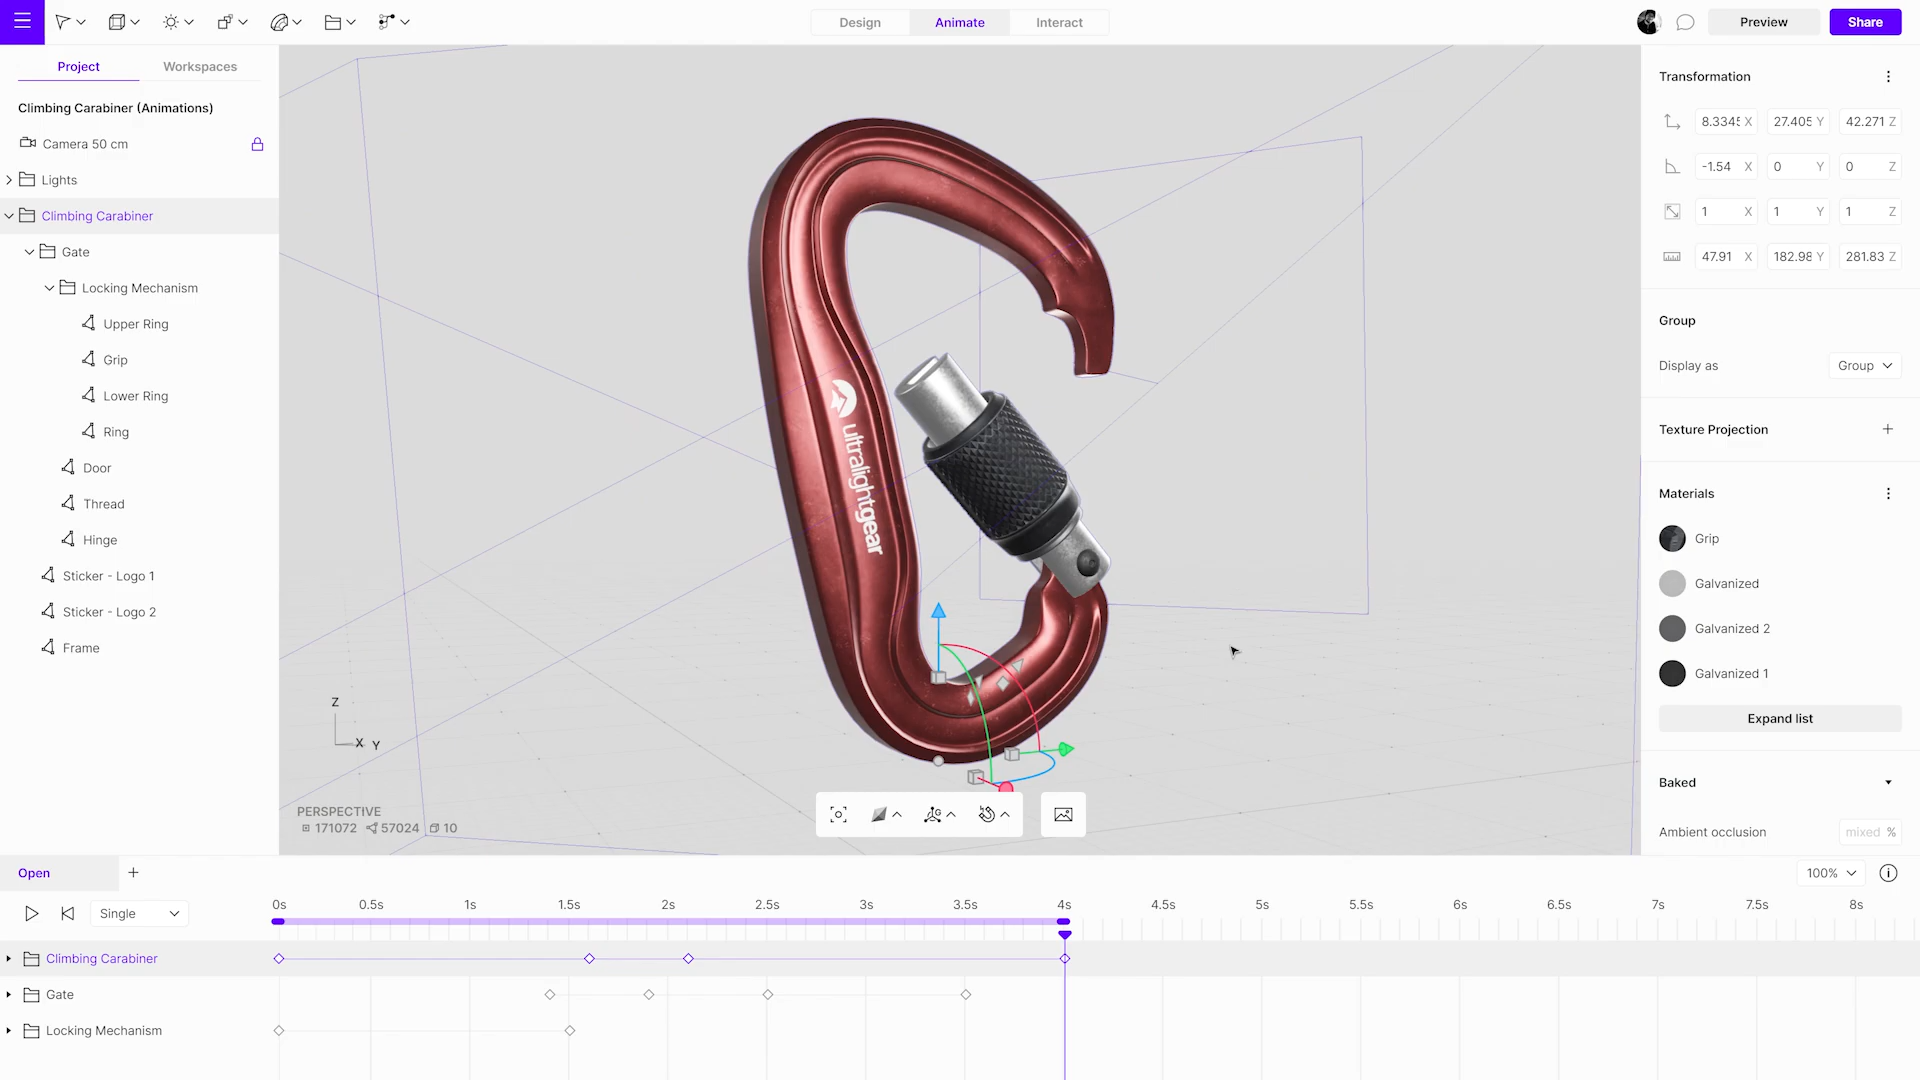 Design
Animate
Interact
Preview
Share
Project
Workspaces
Climbing Carabiner (Animations)
Camera 50 cm
Lights
Climbing Carabiner
Gate
Locking Mechanism
Upper Ring
Grip
Lower Ring
Ring
Door
Thread
Hinge
Sticker - Logo 1
Sticker - Logo 2
Frame
ultralightgear
Z
X Y
PERSPECTIVE
171072 57024 10
Transformation
8.3345 X 27.405 Y 42.271 Z
-1.54 X 0 Y 0 Z
1 X 1 Y 1 Z
47.91 X 182.98 Y 281.83 Z
Group
Display as Group
Texture Projection
Materials
Grip
Galvanized
Galvanized 2
Galvanized 1
Expand list
Baked
Ambient occlusion mixed %
Open
100%
Single
0s 0.5s 1s 1.5s 2s 2.5s 3s 3.5s 4s 4.5s 5s 5.5s 6s 6.5s 7s 7.5s 8s
Climbing Carabiner
Gate
Locking Mechanism